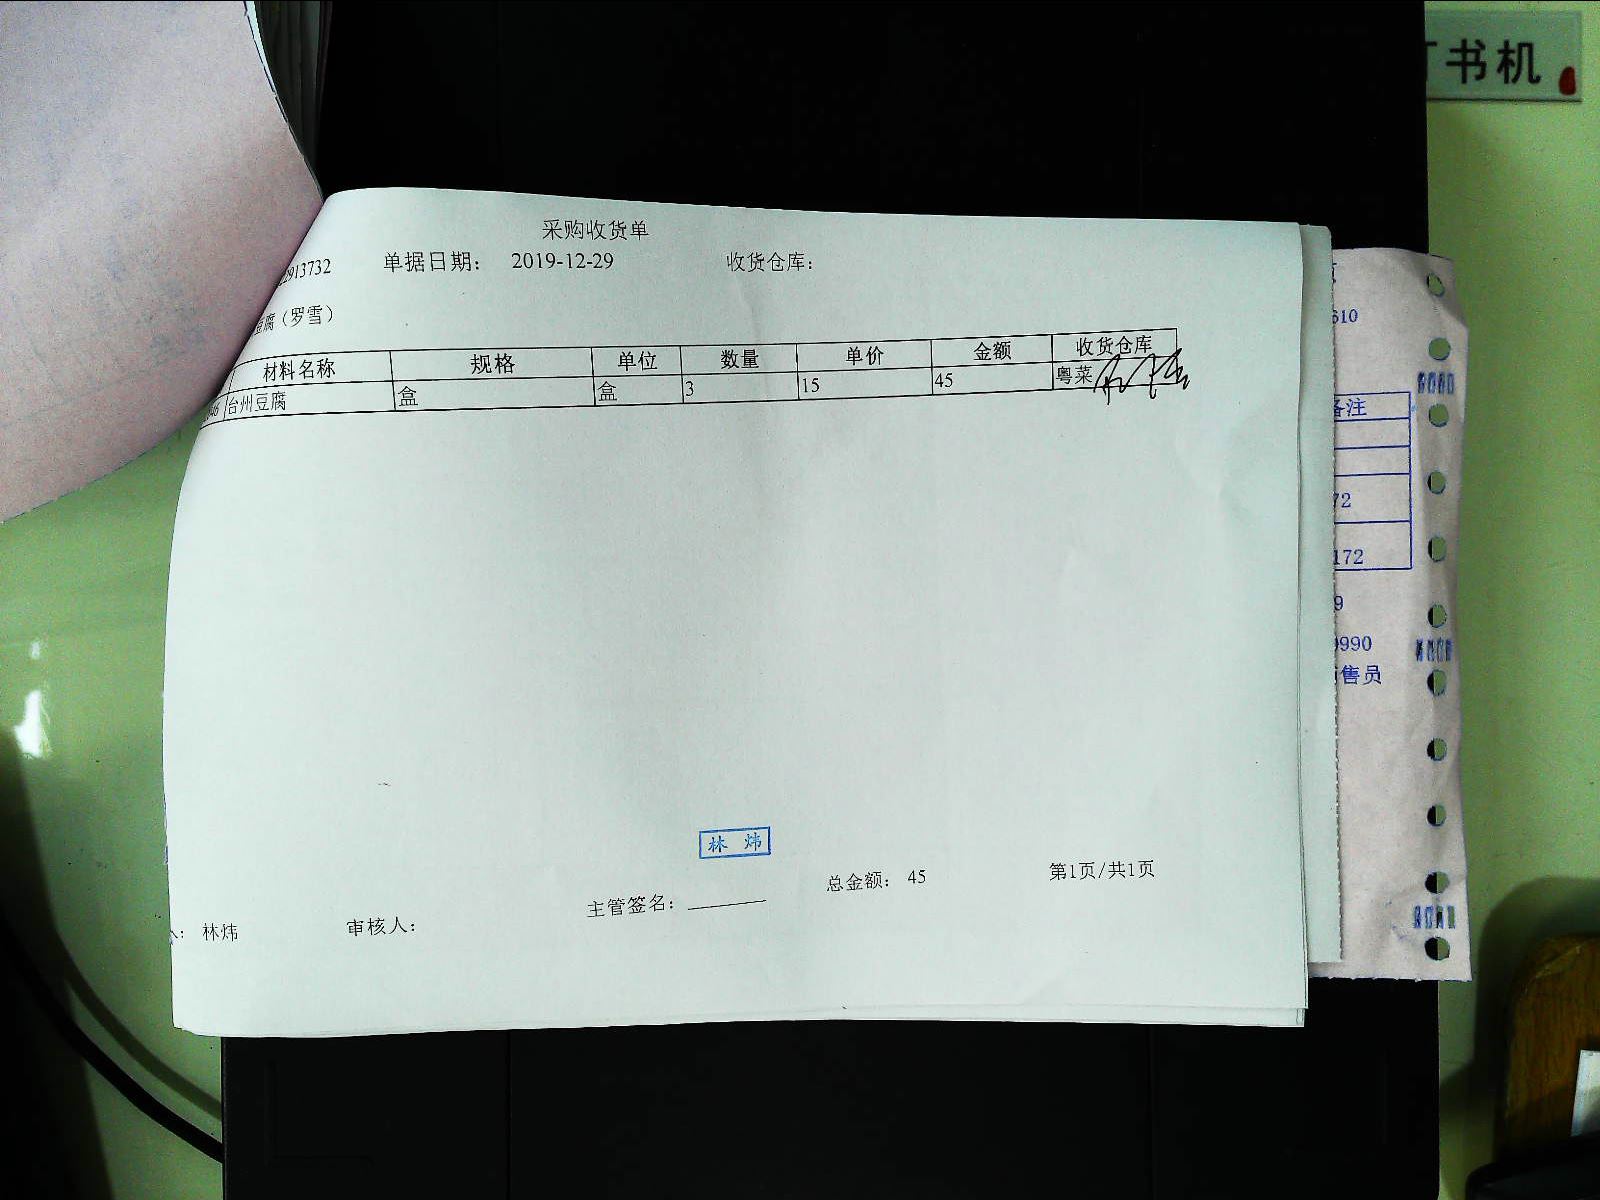 书机
采购收货单
2913732 单据日期： 2019-12-29 收货仓库：
豆腐（罗雪）
材料名称 规格 单位 数量 单价 金额 收货仓库
46 台州豆腐 盒 盒 3 15 45 粤菜
林 炜
总金额： 45 第1页/共1页
主管签名：
林炜 审核人：
610
备注
72
172
9
9990
售员